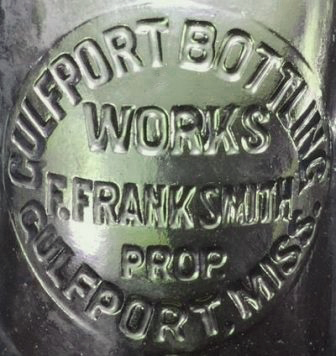 GULFPORT BOTTLING
WORKS
F. FRANK SMITH
PROP
GULFPORT, MISS.